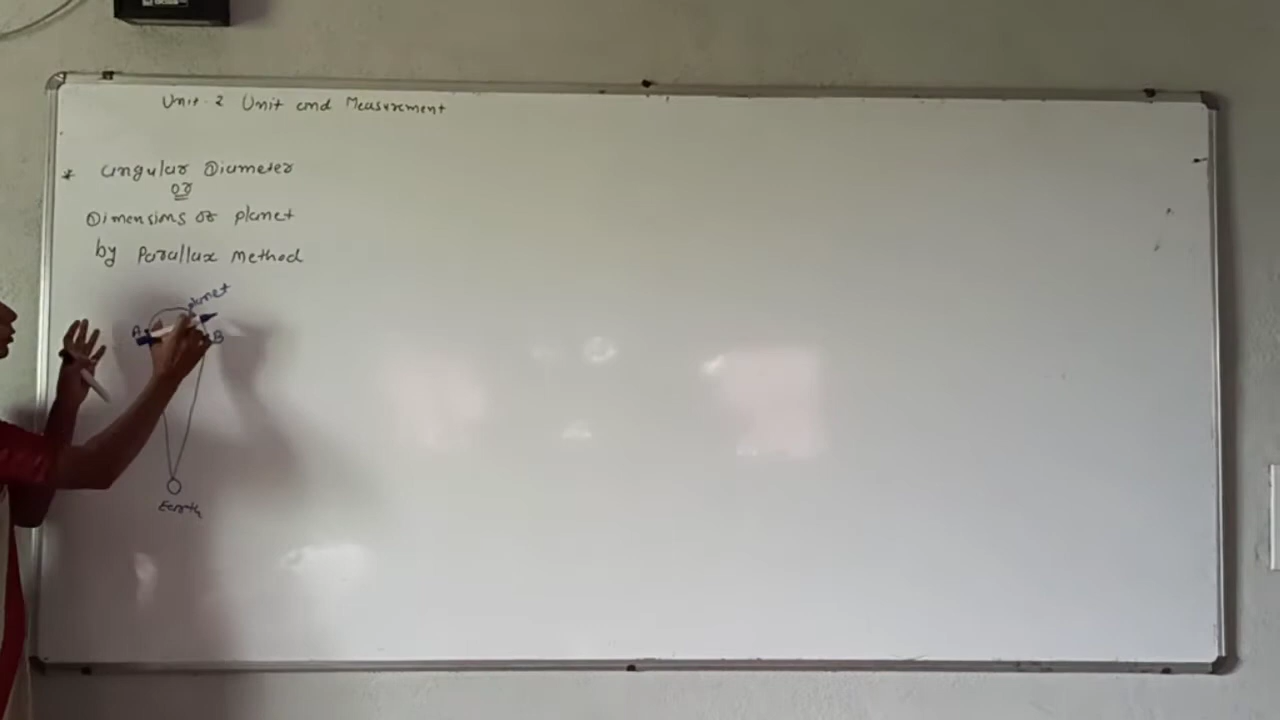 Unit-2 Unit and Measurement
* angular Diameter
or
Dimensions of planet
by Parallax Method
planet
A
B
Earth